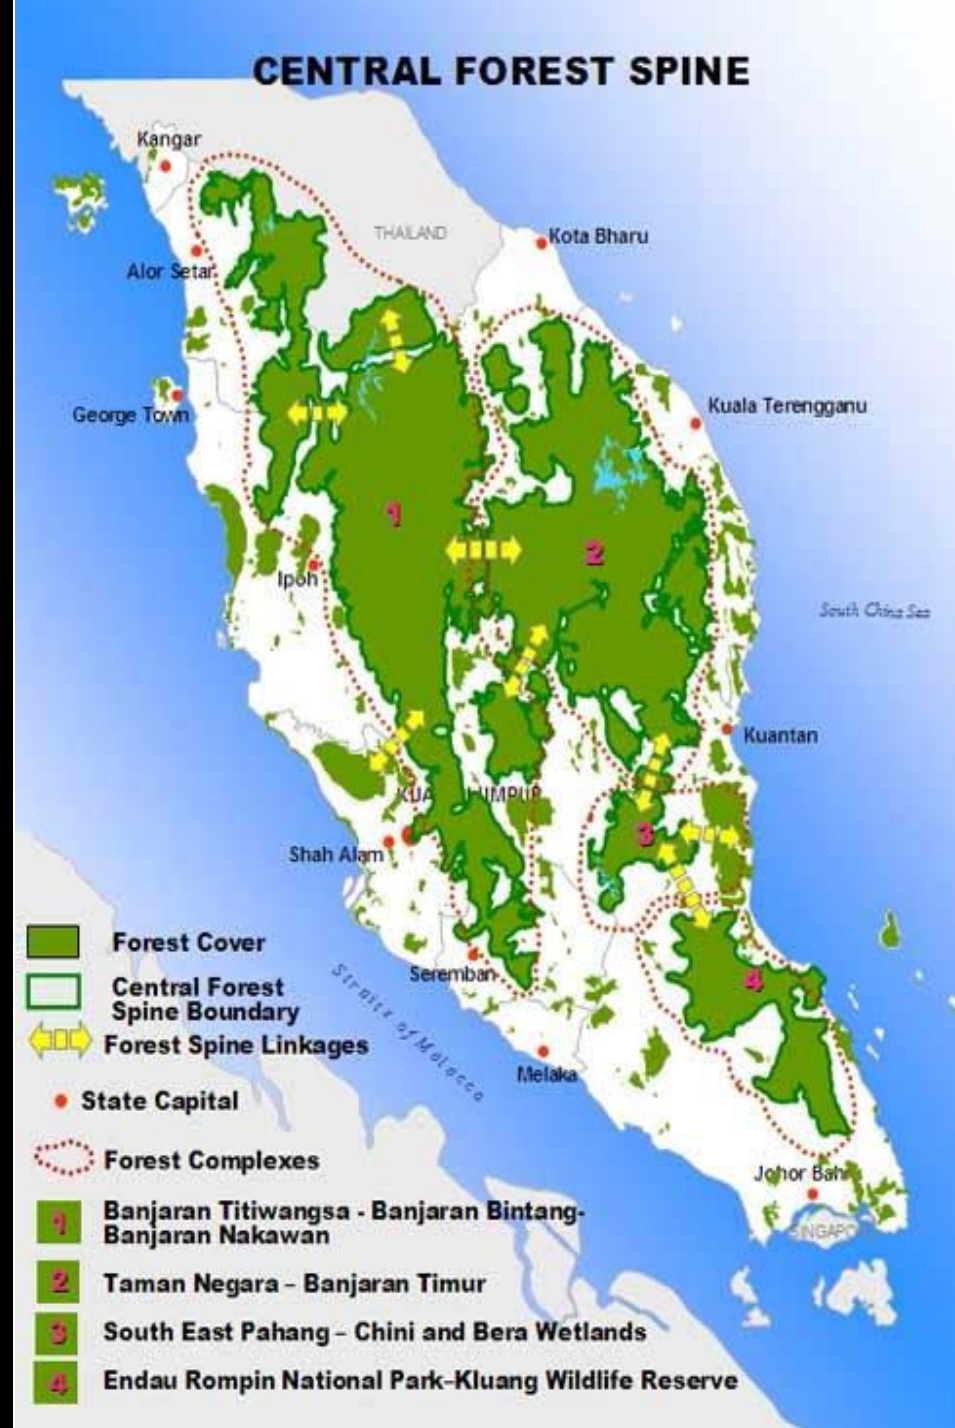 CENTRAL FOREST SPINE
Kangar
THAILAND
Kota Bharu
Alor Setar
George Town
Kuala Terengganu
1
2
Ipoh
South China Sea
Kuantan
KUALA LUMPUR
3
Shah Alam
Seremban
4
Straits of Malacca
Melaka
Johor Bahru
SINGAPO
Forest Cover
Central Forest
Spine Boundary
Forest Spine Linkages
State Capital
Forest Complexes
1 Banjaran Titiwangsa - Banjaran Bintang-
Banjaran Nakawan
2 Taman Negara – Banjaran Timur
3 South East Pahang – Chini and Bera Wetlands
4 Endau Rompin National Park–Kluang Wildlife Reserve